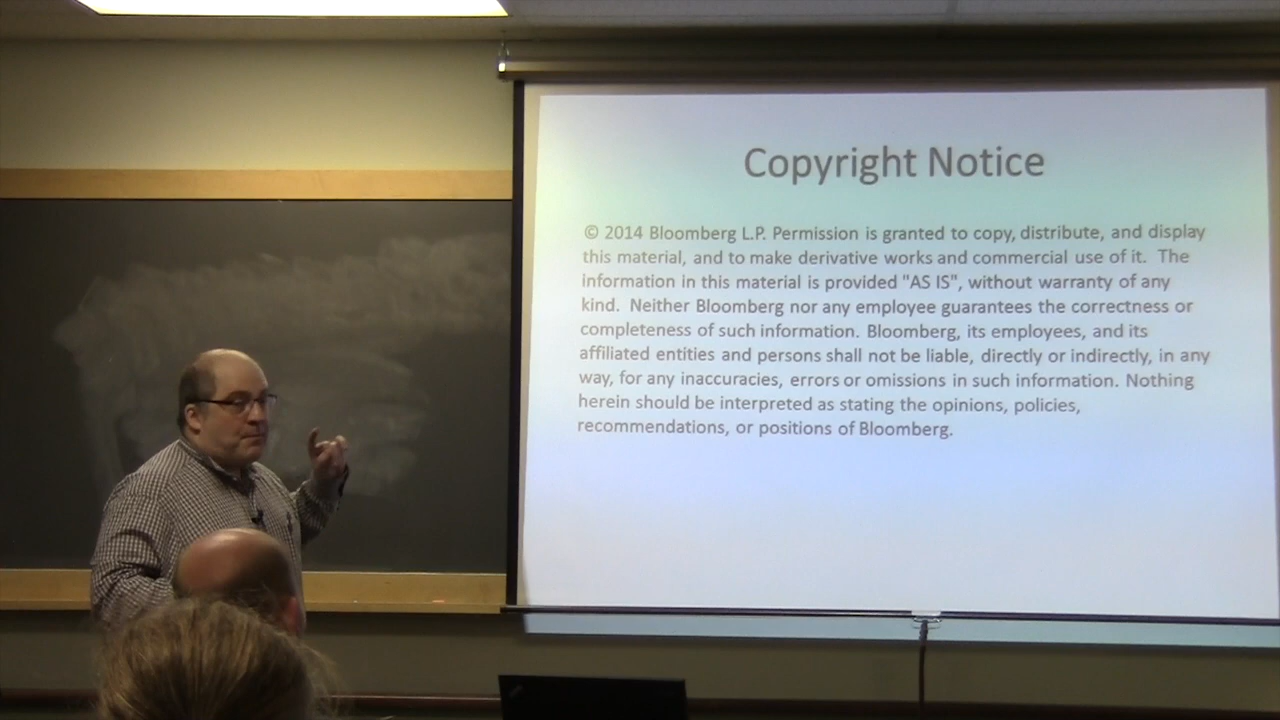 Copyright Notice
© 2014 Bloomberg L.P. Permission is granted to copy, distribute, and display
this material, and to make derivative works and commercial use of it.  The
information in this material is provided "AS IS", without warranty of any
kind.  Neither Bloomberg nor any employee guarantees the correctness or
completeness of such information. Bloomberg, its employees, and its
affiliated entities and persons shall not be liable, directly or indirectly, in any
way, for any inaccuracies, errors or omissions in such information. Nothing
herein should be interpreted as stating the opinions, policies,
recommendations, or positions of Bloomberg.